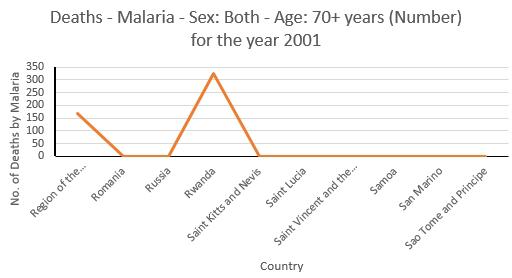 Deaths - Malaria - Sex: Both - Age: 70+ years (Number)
for the year 2001
No. of Deaths by Malaria
350
300
250
200
150
100
50
0
Region of the...
Romania
Russia
Rwanda
Saint Kitts and Nevis
Saint Lucia
Saint Vincent and the...
Samoa
San Marino
Sao Tome and Principe
Country